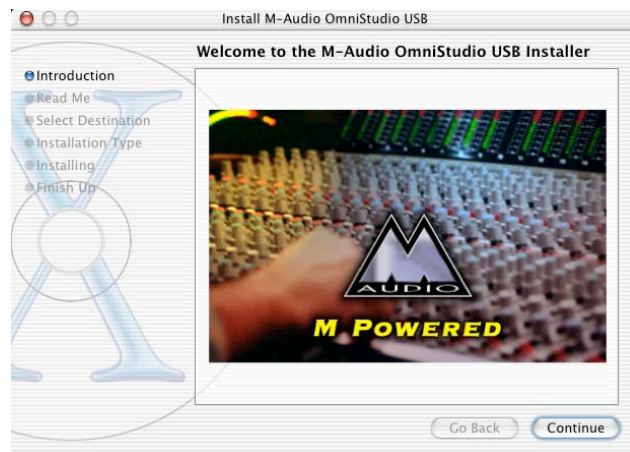 Install M-Audio OmniStudio USB
Welcome to the M-Audio OmniStudio USB Installer
Introduction
Read Me
Select Destination
Installation Type
Installing
Finish Up
M
AUDIO
M POWERED
Go Back
Continue